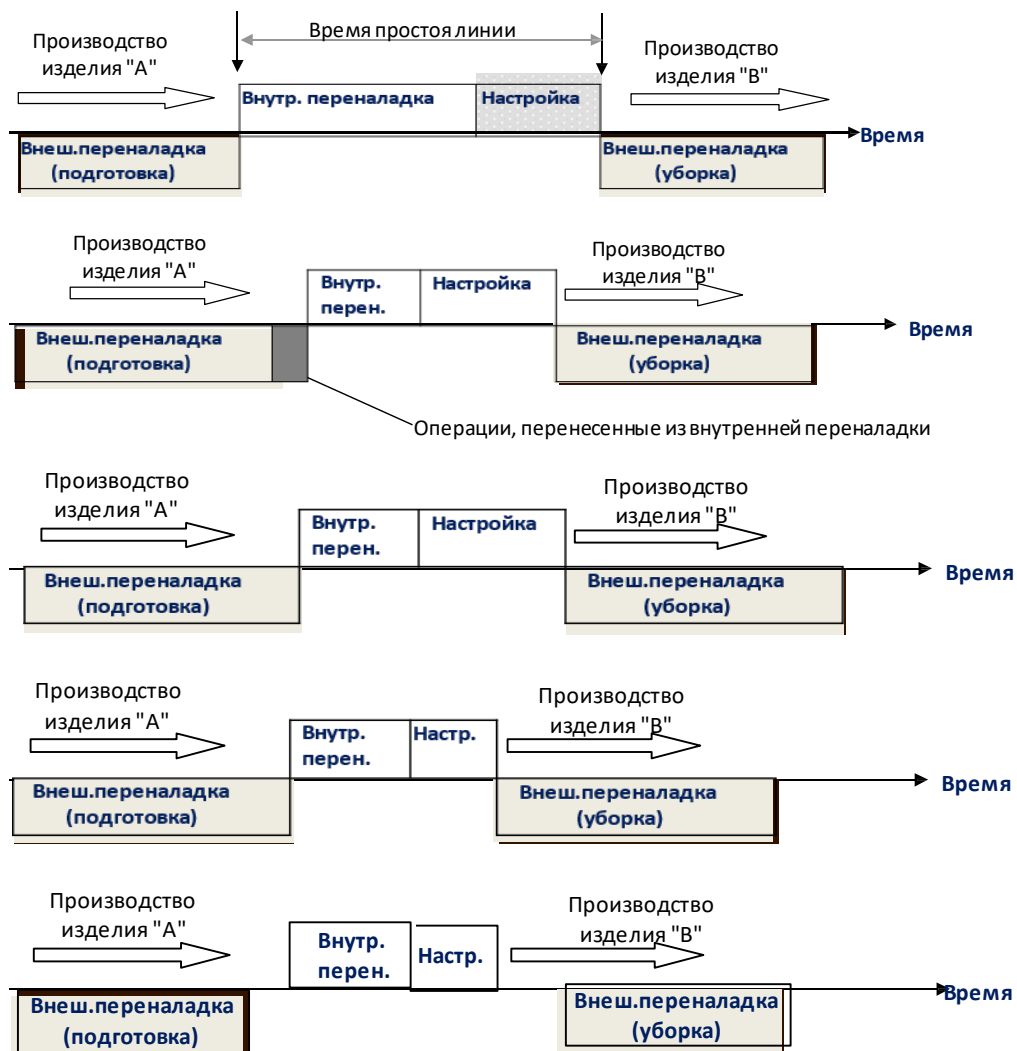 Время простоя линии
Производство
изделия "А"
Производство
изделия "В"
Внутр. переналадка
Настройка
Время
Внеш.переналадка
(подготовка)
Внеш.переналадка
(уборка)
Производство
изделия "А"
Производство
изделия "В"
Внутр.
перен.
Настройка
Время
Внеш.переналадка
(подготовка)
Внеш.переналадка
(уборка)
Операции, перенесенные из внутренней переналадки
Производство
изделия "А"
Производство
изделия "В"
Внутр.
перен.
Настройка
Время
Внеш.переналадка
(подготовка)
Внеш.переналадка
(уборка)
Производство
изделия "А"
Производство
изделия "В"
Внутр.
перен.
Настр.
Время
Внеш.переналадка
(подготовка)
Внеш.переналадка
(уборка)
Производство
изделия "А"
Производство
изделия "В"
Внутр.
перен.
Настр.
Время
Внеш.переналадка
(подготовка)
Внеш.переналадка
(уборка)